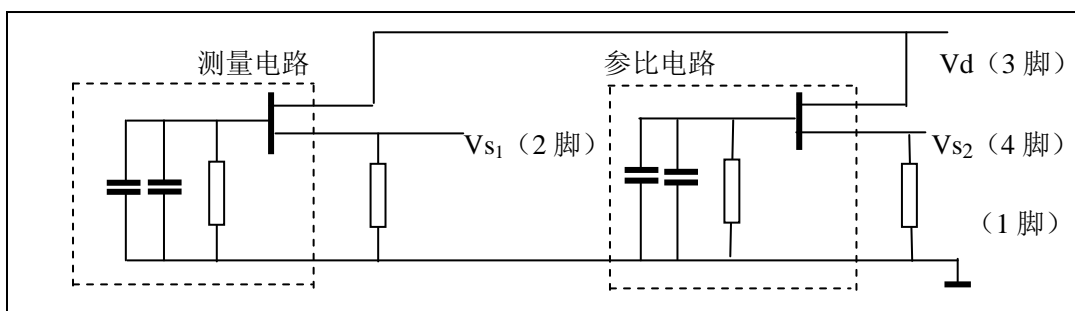 测量电路
参比电路
Vd（3 脚）
Vs₁（2 脚）
Vs₂（4 脚）
（1 脚）